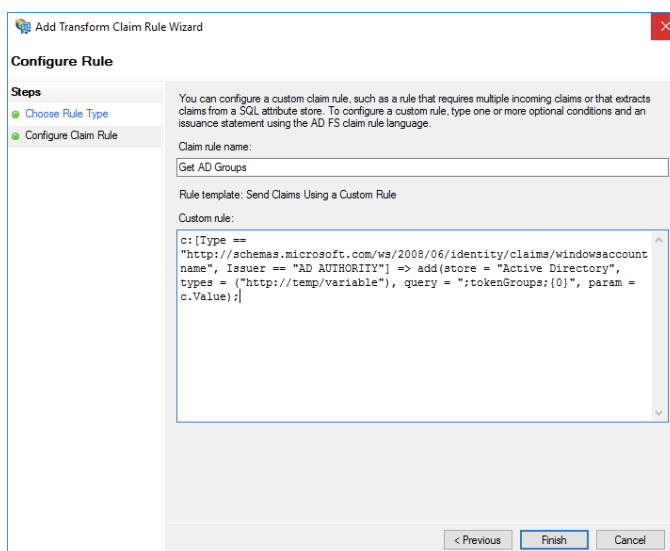 Add Transform Claim Rule Wizard
Configure Rule
Steps
Choose Rule Type
Configure Claim Rule
You can configure a custom claim rule, such as a rule that requires multiple incoming claims or that extracts
claims from a SQL attribute store. To configure a custom rule, type one or more optional conditions and an
issuance statement using the AD FS claim rule language.
Claim rule name:
Get AD Groups
Rule template: Send Claims Using a Custom Rule
Custom rule:
c:[Type ==
"http://schemas.microsoft.com/ws/2008/06/identity/claims/windowsaccount
name", Issuer == "AD AUTHORITY"] => add(store = "Active Directory",
types = ("http://temp/variable"), query = ";tokenGroups;{0}", param =
c.Value);
< Previous
Finish
Cancel